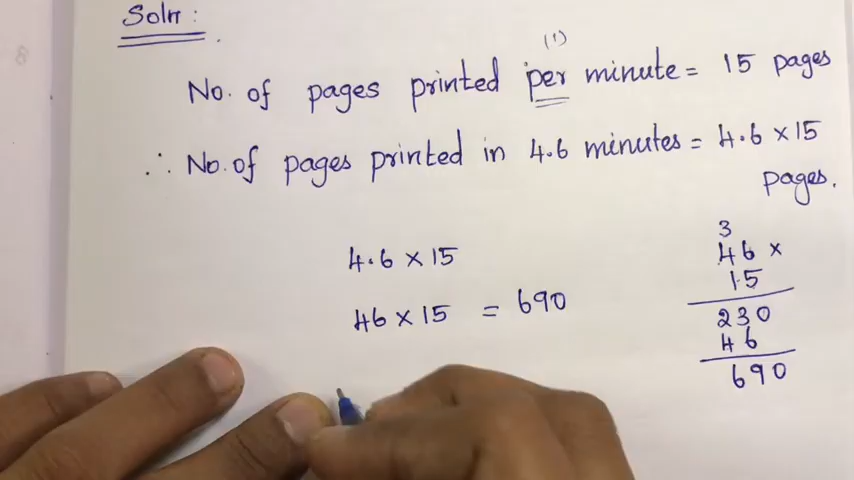 Soln :
(1)
No. of pages printed per minute = 15 pages
∴ No. of pages printed in 4.6 minutes = 4.6 × 15
pages.
4.6 × 15
46 × 15 = 690
3
46 ×
15
230
46
690